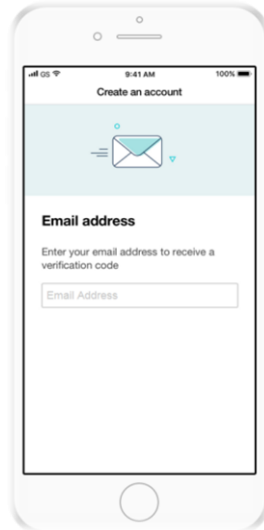 GS 9:41 AM 100%
Create an account
Email address
Enter your email address to receive a
verification code
Email Address